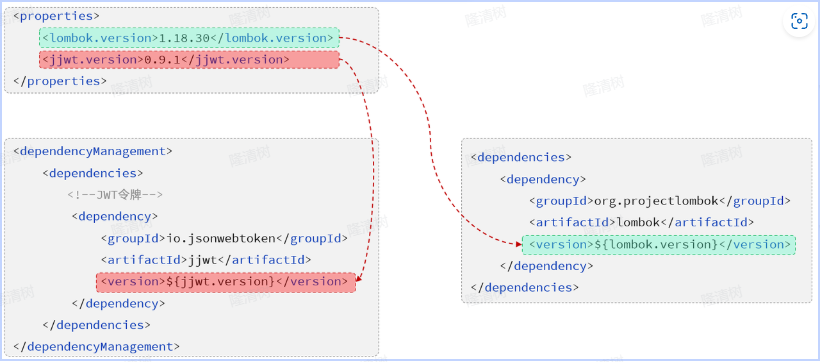 <properties>
<lombok.version>1.18.30</lombok.version>
<jjwt.version>0.9.1</jjwt.version>
</properties>
<dependencyManagement>
<dependencies>
<!--JWT令牌-->
<dependency>
<groupId>io.jsonwebtoken</groupId>
<artifactId>jjwt</artifactId>
<version>${jjwt.version}</version>
</dependency>
</dependencies>
</dependencyManagement>
<dependencies>
<dependency>
<groupId>org.projectlombok</groupId>
<artifactId>lombok</artifactId>
<version>${lombok.version}</version>
</dependency>
</dependencies>